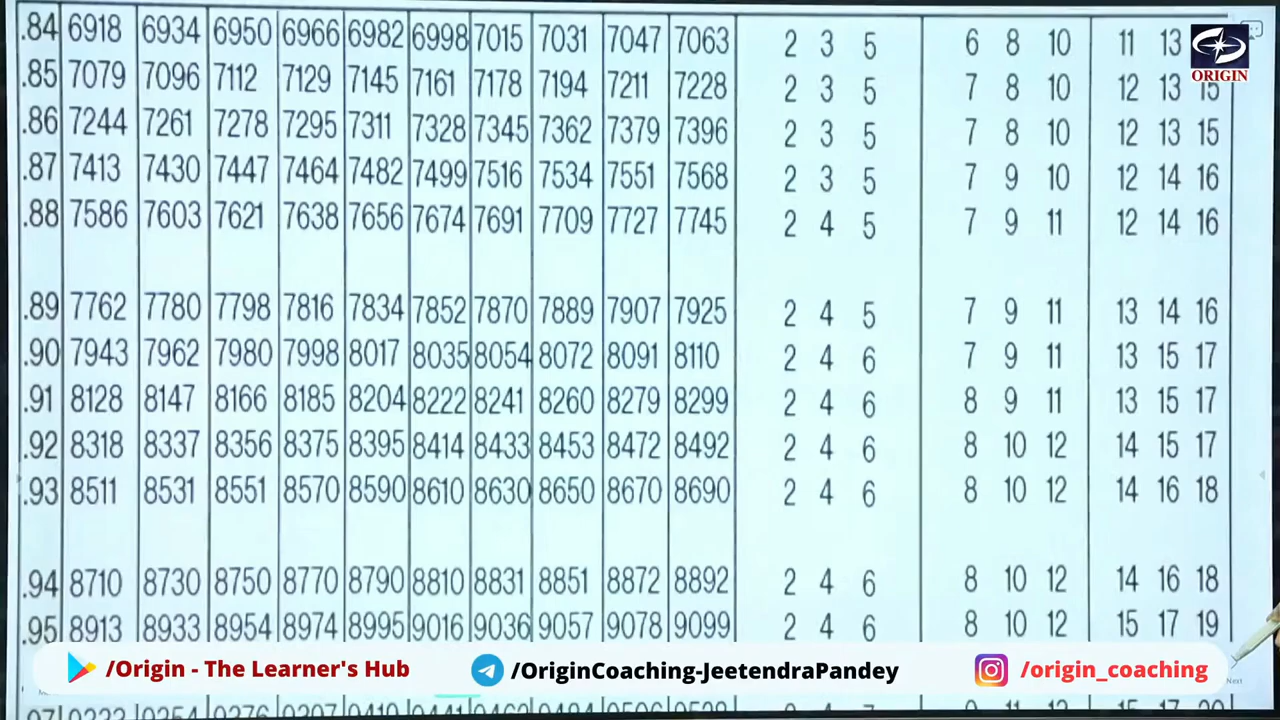 .84 6918 6934 6950 6966 6982 6998 7015 7031 7047 7063 2 3 5 6 8 10 11 13
ORIGIN
.85 7079 7096 7112 7129 7145 7161 7178 7194 7211 7228 2 3 5 7 8 10 12 13 15
.86 7244 7261 7278 7295 7311 7328 7345 7362 7379 7396 2 3 5 7 8 10 12 13 15
.87 7413 7430 7447 7464 7482 7499 7516 7534 7551 7568 2 3 5 7 9 10 12 14 16
.88 7586 7603 7621 7638 7656 7674 7691 7709 7727 7745 2 4 5 7 9 11 12 14 16
.89 7762 7780 7798 7816 7834 7852 7870 7889 7907 7925 2 4 5 7 9 11 13 14 16
.90 7943 7962 7980 7998 8017 8035 8054 8072 8091 8110 2 4 6 7 9 11 13 15 17
.91 8128 8147 8166 8185 8204 8222 8241 8260 8279 8299 2 4 6 8 9 11 13 15 17
.92 8318 8337 8356 8375 8395 8414 8433 8453 8472 8492 2 4 6 8 10 12 14 15 17
.93 8511 8531 8551 8570 8590 8610 8630 8650 8670 8690 2 4 6 8 10 12 14 16 18
.94 8710 8730 8750 8770 8790 8810 8831 8851 8872 8892 2 4 6 8 10 12 14 16 18
.95 8913 8933 8954 8974 8995 9016 9036 9057 9078 9099 2 4 6 8 10 12 15 17 19
/Origin - The Learner's Hub /OriginCoaching-JeetendraPandey /origin_coaching
Next